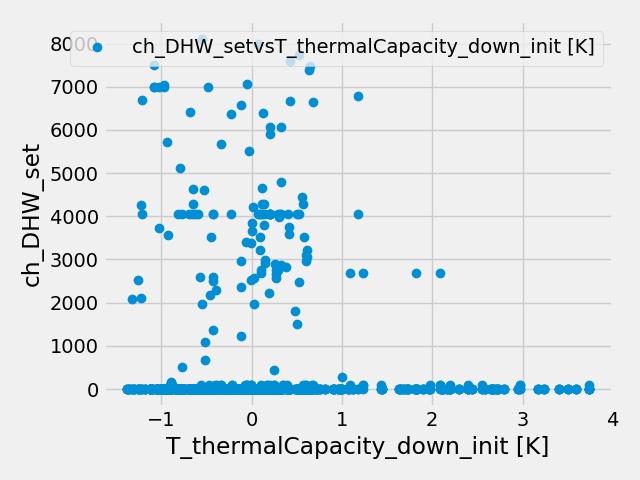 8000
ch_DHW_setvsT_thermalCapacity_down_init [K]
7000
6000
5000
4000
3000
2000
1000
0
ch_DHW_set
−1 0 1 2 3 4
T_thermalCapacity_down_init [K]